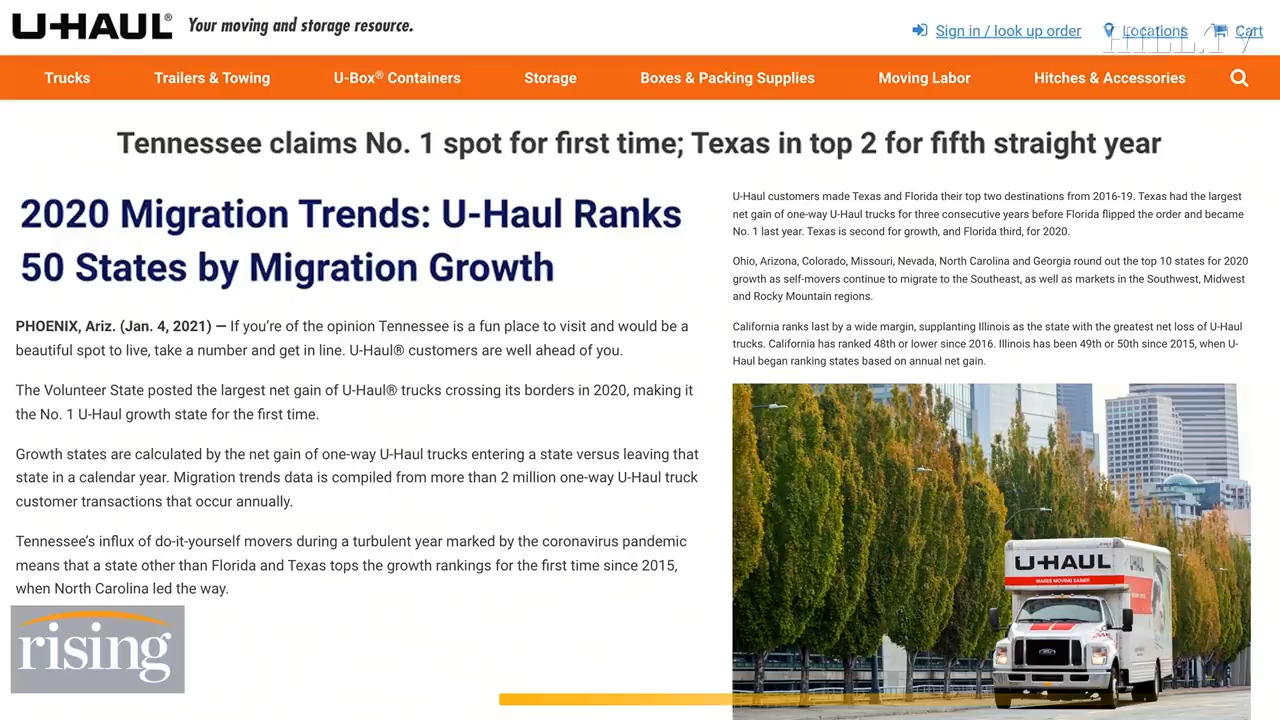 U-HAUL® Your moving and storage resource.
Sign in / look up order Locations Cart
HILL.TV
Trucks Trailers & Towing U-Box® Containers Storage Boxes & Packing Supplies Moving Labor Hitches & Accessories
Tennessee claims No. 1 spot for first time; Texas in top 2 for fifth straight year
2020 Migration Trends: U-Haul Ranks
50 States by Migration Growth
PHOENIX, Ariz. (Jan. 4, 2021) — If you're of the opinion Tennessee is a fun place to visit and would be a
beautiful spot to live, take a number and get in line. U-Haul® customers are well ahead of you.
The Volunteer State posted the largest net gain of U-Haul® trucks crossing its borders in 2020, making it
the No. 1 U-Haul growth state for the first time.
Growth states are calculated by the net gain of one-way U-Haul trucks entering a state versus leaving that
state in a calendar year. Migration trends data is compiled from more than 2 million one-way U-Haul truck
customer transactions that occur annually.
Tennessee's influx of do-it-yourself movers during a turbulent year marked by the coronavirus pandemic
means that a state other than Florida and Texas tops the growth rankings for the first time since 2015,
when North Carolina led the way.
rising
U-Haul customers made Texas and Florida their top two destinations from 2016-19. Texas had the largest
net gain of one-way U-Haul trucks for three consecutive years before Florida flipped the order and became
No. 1 last year. Texas is second for growth, and Florida third, for 2020.
Ohio, Arizona, Colorado, Missouri, Nevada, North Carolina and Georgia round out the top 10 states for 2020
growth as self-movers continue to migrate to the Southeast, as well as markets in the Southwest, Midwest
and Rocky Mountain regions.
California ranks last by a wide margin, supplanting Illinois as the state with the greatest net loss of U-Haul
trucks. California has ranked 48th or lower since 2016. Illinois has been 49th or 50th since 2015, when U-
Haul began ranking states based on annual net gain.
U-HAUL
MAKES MOVING EASIER